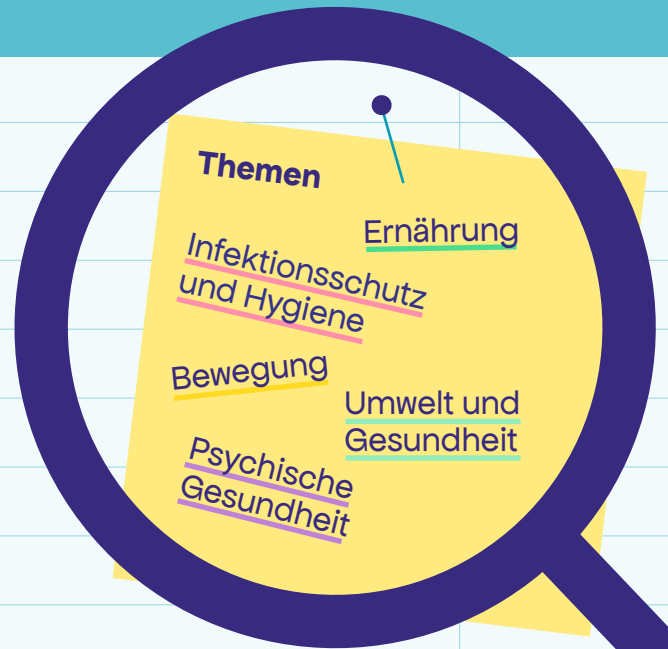 Themen
Ernährung
Infektionsschutz
und Hygiene
Bewegung
Umwelt und
Gesundheit
Psychische
Gesundheit